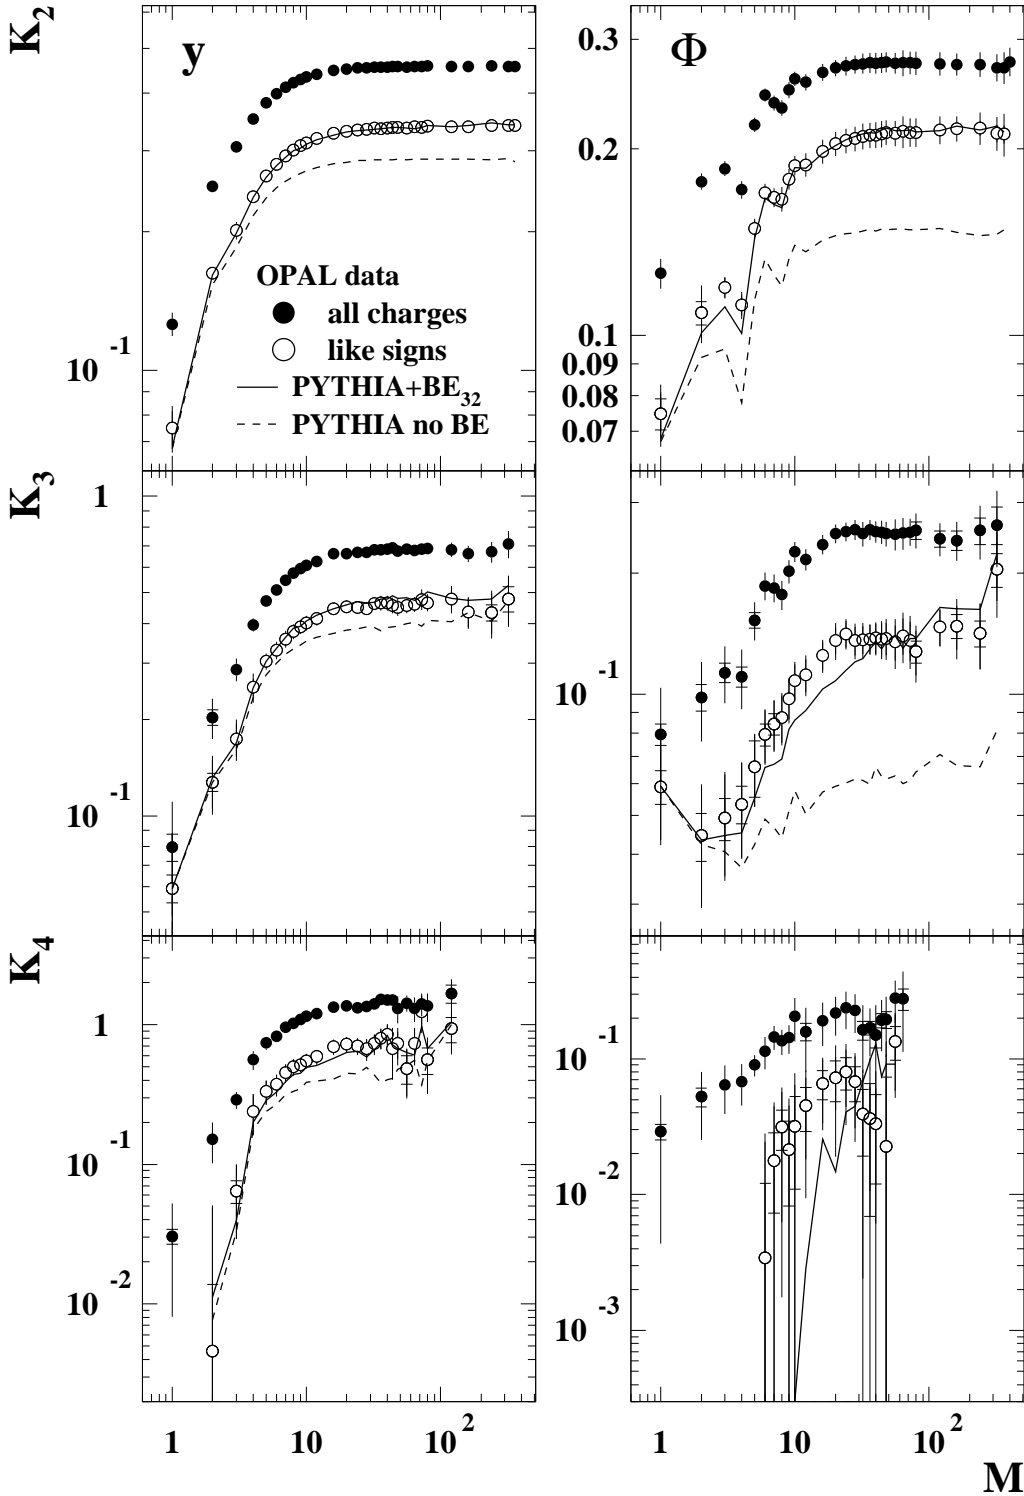 K2
y
Φ
0.3
0.2
OPAL data
all charges
like signs
PYTHIA+BE32
PYTHIA no BE
10 -1
0.1
0.09
0.08
0.07
K3
1
10 -1
10 -1
K4
1
10 -1
10 -2
10 -1
10 -2
10 -3
1
10
10 2
1
10
10 2
M